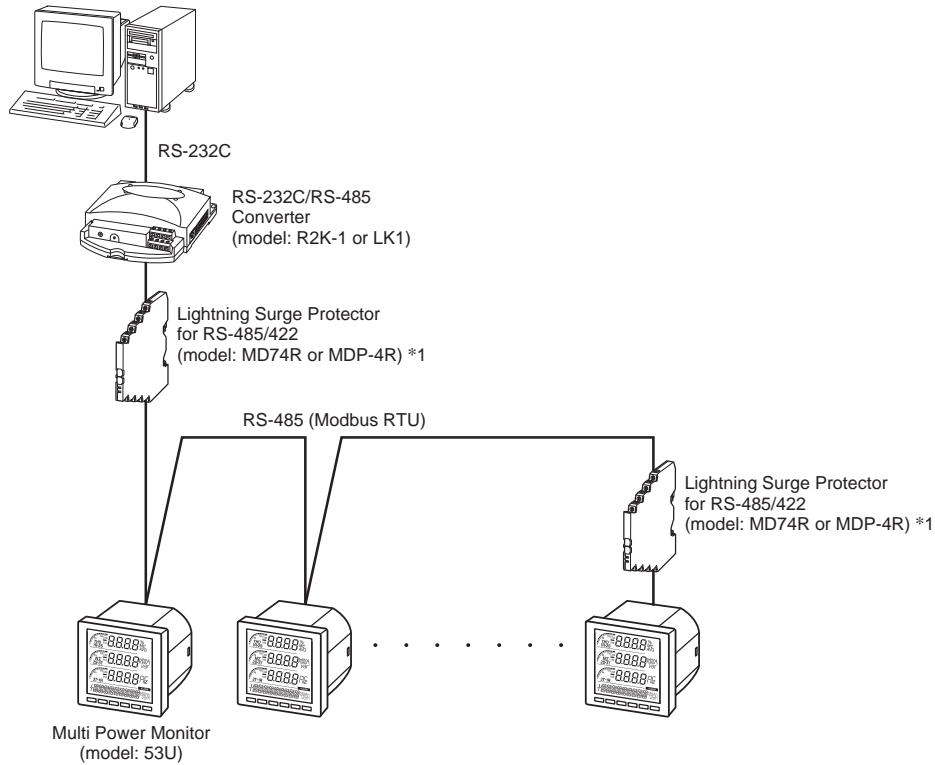 RS-232C
RS-232C/RS-485
Converter
(model: R2K-1 or LK1)
Lightning Surge Protector
for RS-485/422
(model: MD74R or MDP-4R) *1
RS-485 (Modbus RTU)
Lightning Surge Protector
for RS-485/422
(model: MD74R or MDP-4R) *1
Multi Power Monitor
(model: 53U)